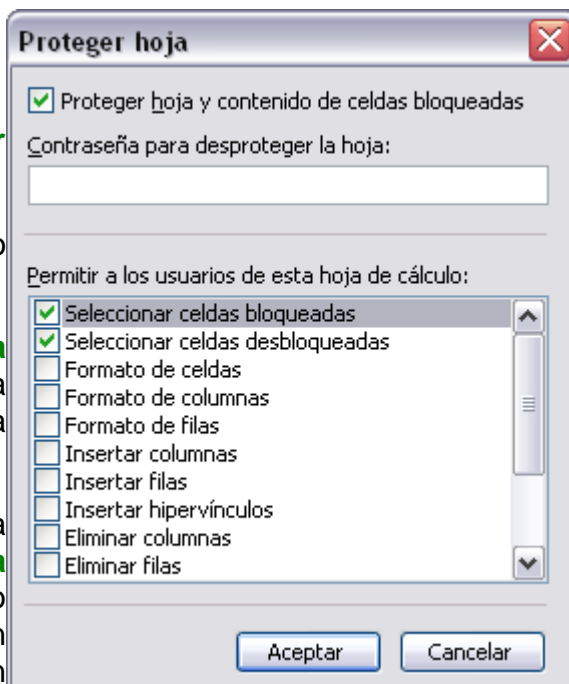 Proteger hoja
Proteger hoja y contenido de celdas bloqueadas
Contraseña para desproteger la hoja:
Permitir a los usuarios de esta hoja de cálculo:
Seleccionar celdas bloqueadas
Seleccionar celdas desbloqueadas
Formato de celdas
Formato de columnas
Formato de filas
Insertar columnas
Insertar filas
Insertar hipervínculos
Eliminar columnas
Eliminar filas
Aceptar
Cancelar